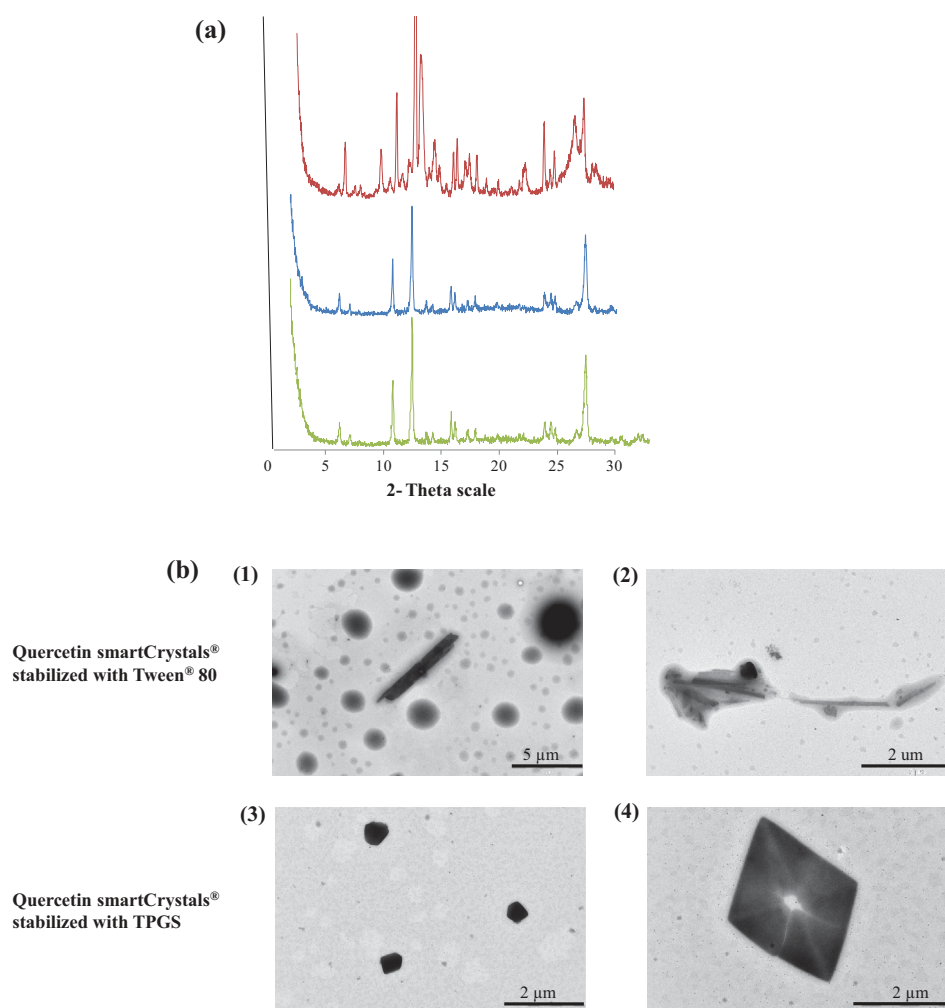 (a)
0 5 10 15 20 25 30
2- Theta scale
(b)
(1)
(2)
Quercetin smartCrystals®
stabilized with Tween® 80
5 µm
2 um
(3)
(4)
Quercetin smartCrystals®
stabilized with TPGS
2 µm
2 µm